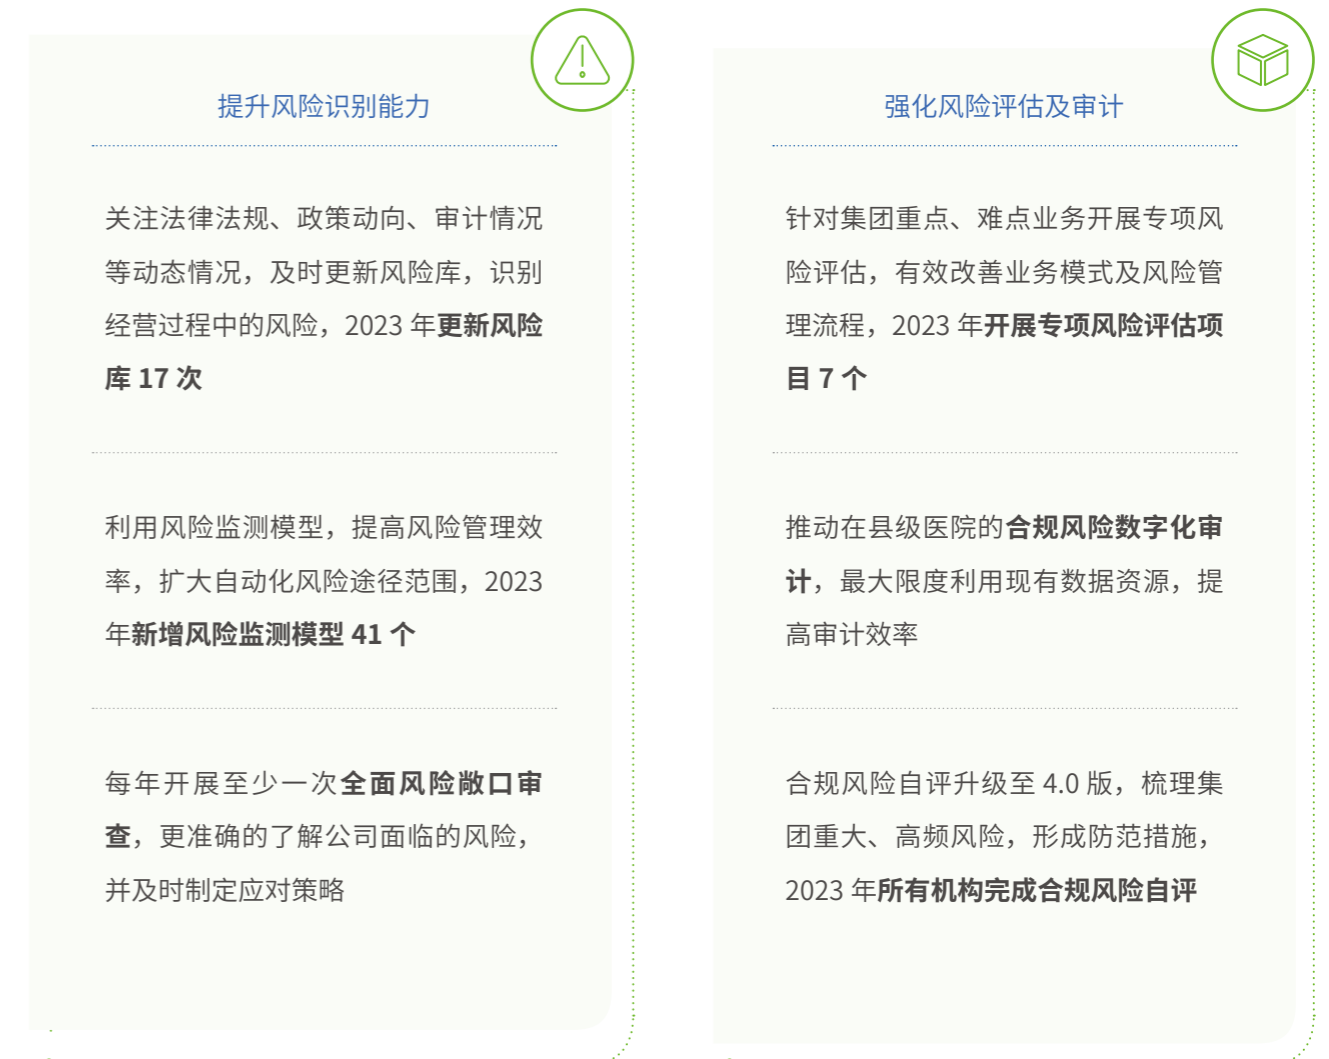 提升风险识别能力
关注法律法规、政策动向、审计情况
等动态情况，及时更新风险库，识别
经营过程中的风险，2023 年更新风险
库 17 次
利用风险监测模型，提高风险管理效
率，扩大自动化风险途径范围，2023
年新增风险监测模型 41 个
每年开展至少一次全面风险敞口审
查，更准确的了解公司面临的风险，
并及时制定应对策略
强化风险评估及审计
针对集团重点、难点业务开展专项风
险评估，有效改善业务模式及风险管
理流程，2023 年开展专项风险评估项
目 7 个
推动在县级医院的合规风险数字化审
计，最大限度利用现有数据资源，提
高审计效率
合规风险自评升级至 4.0 版，梳理集
团重大、高频风险，形成防范措施，
2023 年所有机构完成合规风险自评